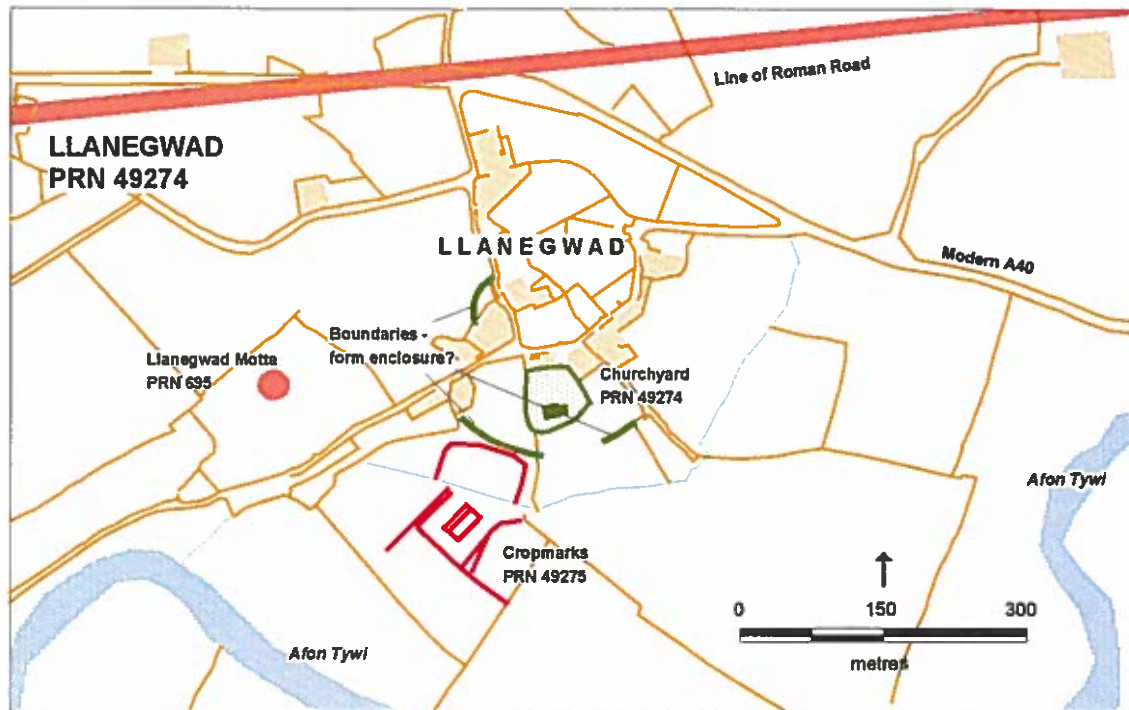 Line of Roman Road
LLANEGWAD
PRN 49274
LLANEGWAD
Modern A40
Boundaries -
form enclosure?
Llanegwad Motte
PRN 695
Churchyard
PRN 49274
Afon Tywi
Cropmarks
PRN 49275
0 150 300
metres
Afon Tywi